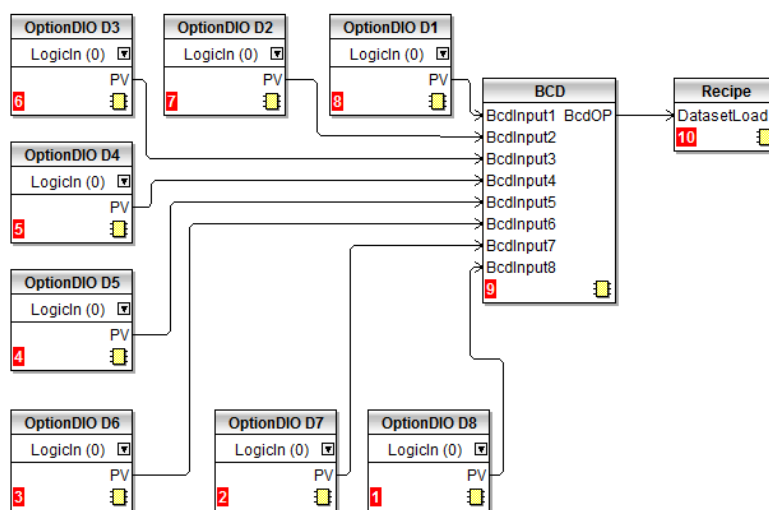 OptionDIO D3
LogicIn (0)
PV
6
OptionDIO D2
LogicIn (0)
PV
7
OptionDIO D1
LogicIn (0)
PV
8
BCD
BcdInput1 BcdOP
BcdInput2
BcdInput3
BcdInput4
BcdInput5
BcdInput6
BcdInput7
BcdInput8
9
Recipe
DatasetLoad
10
OptionDIO D4
LogicIn (0)
PV
5
OptionDIO D5
LogicIn (0)
PV
4
OptionDIO D6
LogicIn (0)
PV
3
OptionDIO D7
LogicIn (0)
PV
2
OptionDIO D8
LogicIn (0)
PV
1